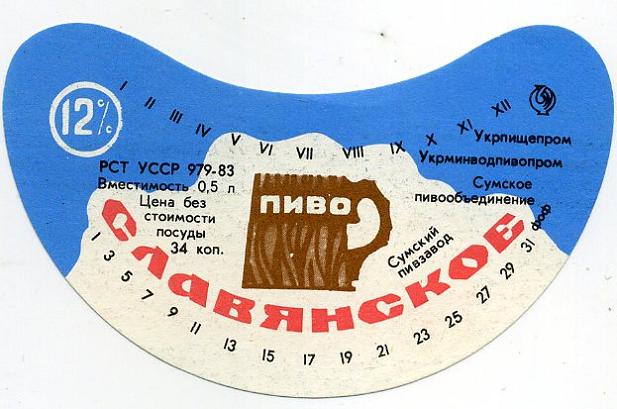 12%
I II III IV V VI VII VIII IX X XI XII
РСТ УССР 979-83
Вместимость 0,5 л
Цена без
стоимости
посуды
34 коп.
ПИВО
Укрпищепром
Укрминводпивопром
Сумское
пивообъединение
Сумский
пивзавод
СЛАВЯНСКОЕ
фоф
1 3 5 7 9 11 13 15 17 19 21 23 25 27 29 31